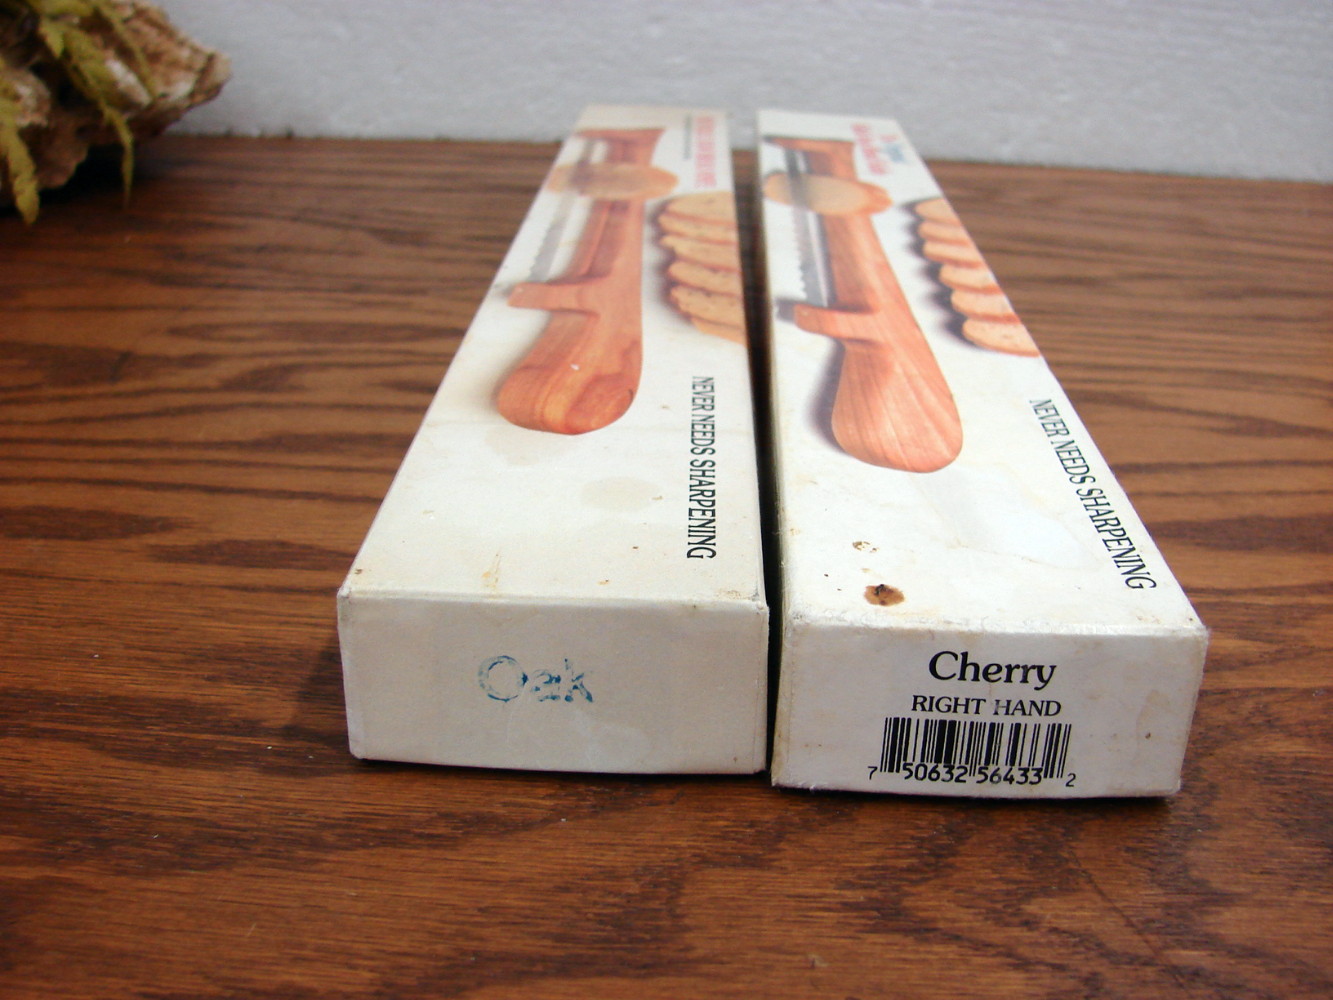 NEVER NEEDS SHARPENING
NEVER NEEDS SHARPENING
Oak
Cherry
RIGHT HAND
7 50632 56433 2